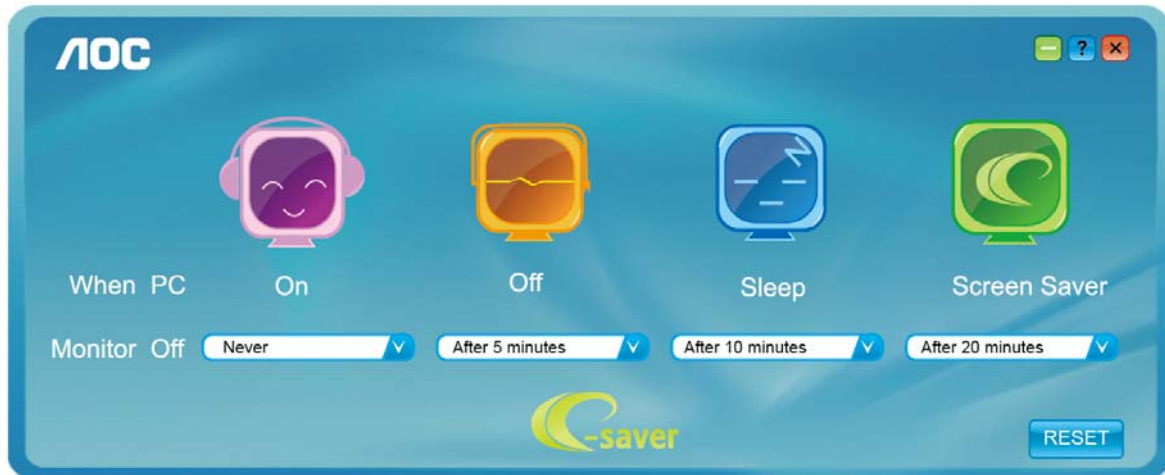 AOC
?
When PC On Off Sleep Screen Saver
Monitor Off Never After 5 minutes After 10 minutes After 20 minutes
e-saver
RESET